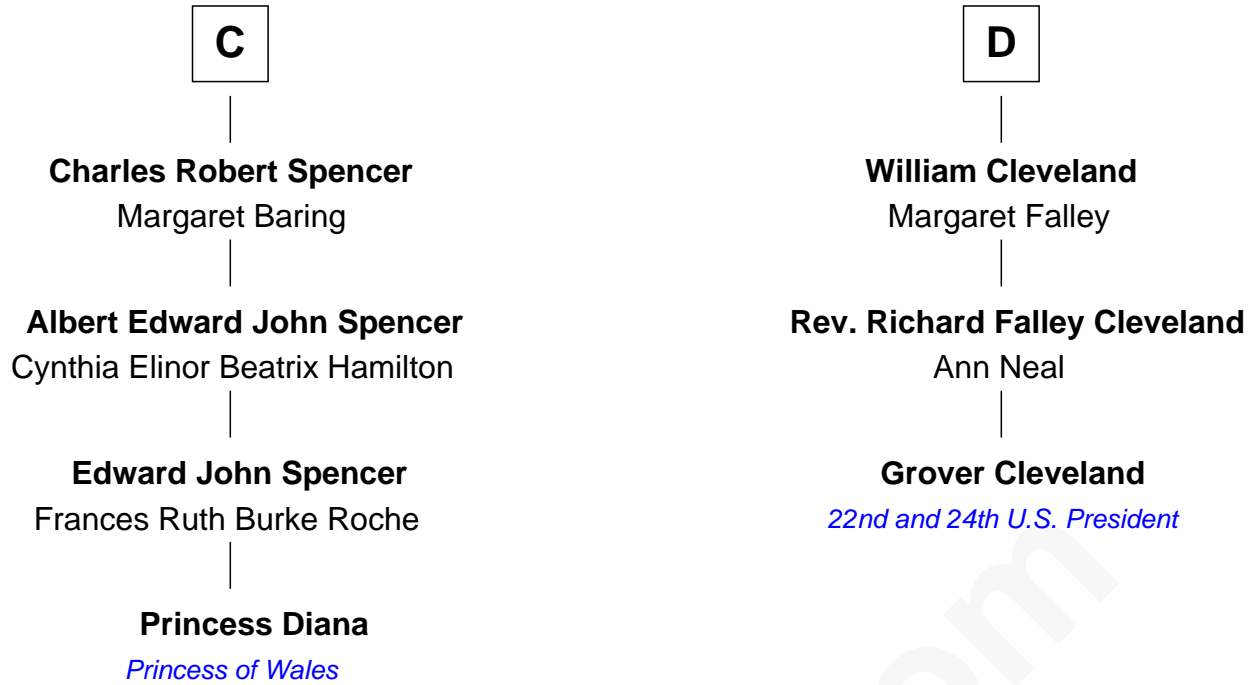 C
Charles Robert Spencer
Margaret Baring
Albert Edward John Spencer
Cynthia Elinor Beatrix Hamilton
Edward John Spencer
Frances Ruth Burke Roche
Princess Diana
Princess of Wales
D
William Cleveland
Margaret Falley
Rev. Richard Falley Cleveland
Ann Neal
Grover Cleveland
22nd and 24th U.S. President
om